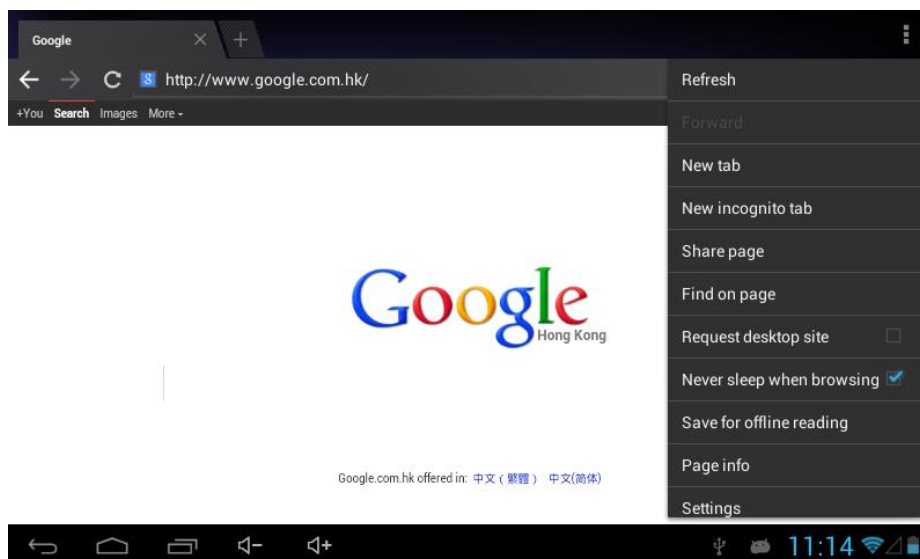 Google
http://www.google.com.hk/
+You Search Images More
Google
Hong Kong
Google.com.hk offered in: 中文（繁體） 中文(简体)
Refresh
Forward
New tab
New incognito tab
Share page
Find on page
Request desktop site
Never sleep when browsing
Save for offline reading
Page info
Settings
11:14